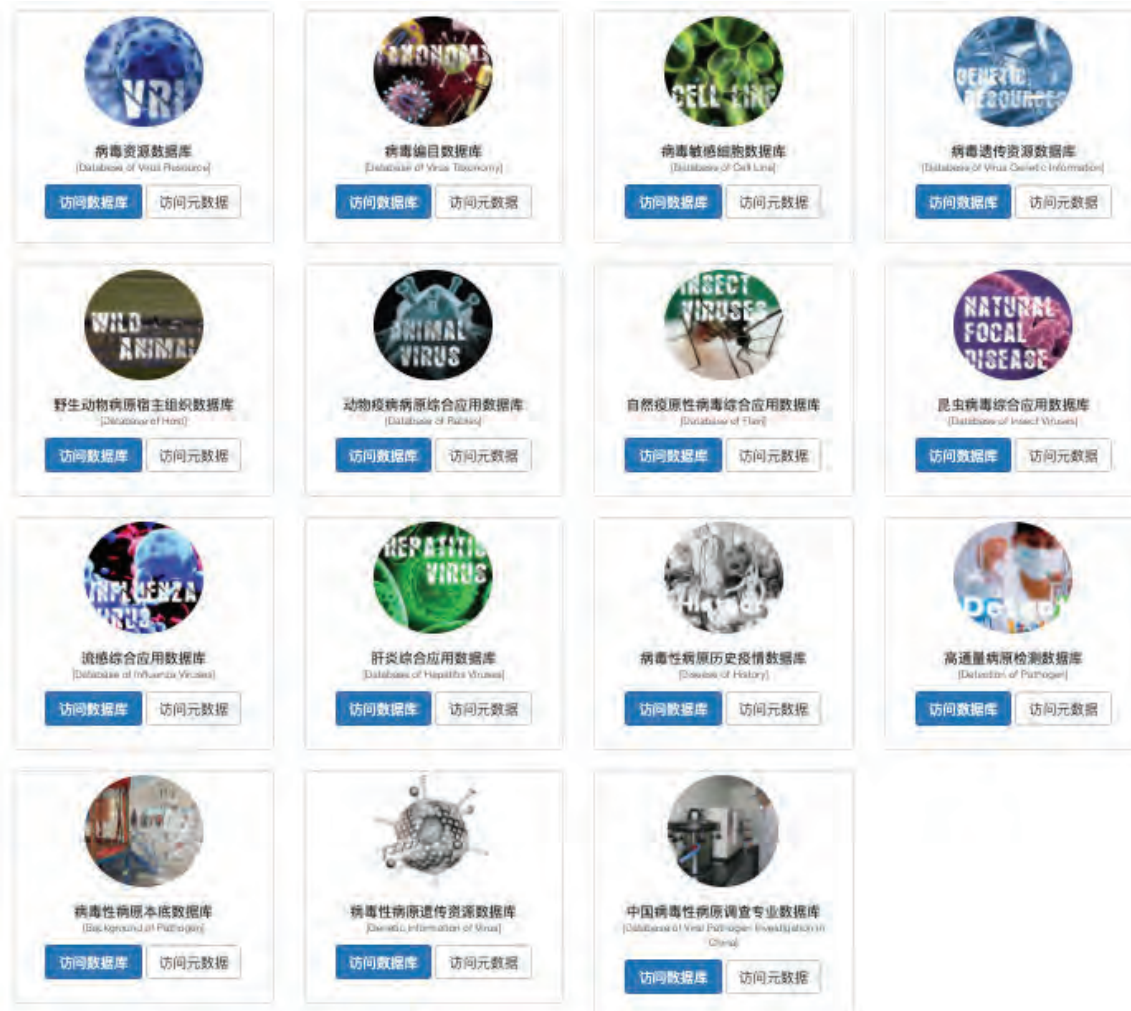 VRI
病毒资源数据库
[Database of Virus Resource]
访问数据库 访问元数据
TAXONOMY
病毒编目数据库
[Database of Virus Taxonomy]
访问数据库 访问元数据
CELL LINE
病毒敏感细胞数据库
[Database of Cell Line]
访问数据库 访问元数据
GENETIC
RESOURCES
病毒遗传资源数据库
[Database of Virus Genetic Information]
访问数据库 访问元数据
WILD
ANIMAL
野生动物病原宿主组织数据库
[Database of Host]
访问数据库 访问元数据
ANIMAL
VIRUS
动物疫病病原综合应用数据库
[Database of Rabies]
访问数据库 访问元数据
INSECT
VIRUSES
自然疫原性病毒综合应用数据库
[Database of
访问数据库 访问元数据
NATURAL
FOCAL
DISEASE
昆虫病毒综合应用数据库
[Database of Insect Viruses]
访问数据库 访问元数据
INFLUENZA
VIRUS
流感综合应用数据库
[Database of Influenza Viruses]
访问数据库 访问元数据
HEPATITIS
VIRUS
肝炎综合应用数据库
[Database of Hepatitis Viruses]
访问数据库 访问元数据
History
病毒性病原历史疫情数据库
[Disease of History]
访问数据库 访问元数据
Detect
高通量病原检测数据库
[Detection of Pathogen]
访问数据库 访问元数据
病毒性病原本底数据库
[Background of Pathogen]
访问数据库 访问元数据
病毒性病原遗传资源数据库
[Genetic Information of Virus]
访问数据库 访问元数据
中国病毒性病原调查专业数据库
[Database of Viral Pathogen Investigation in
China]
访问数据库 访问元数据